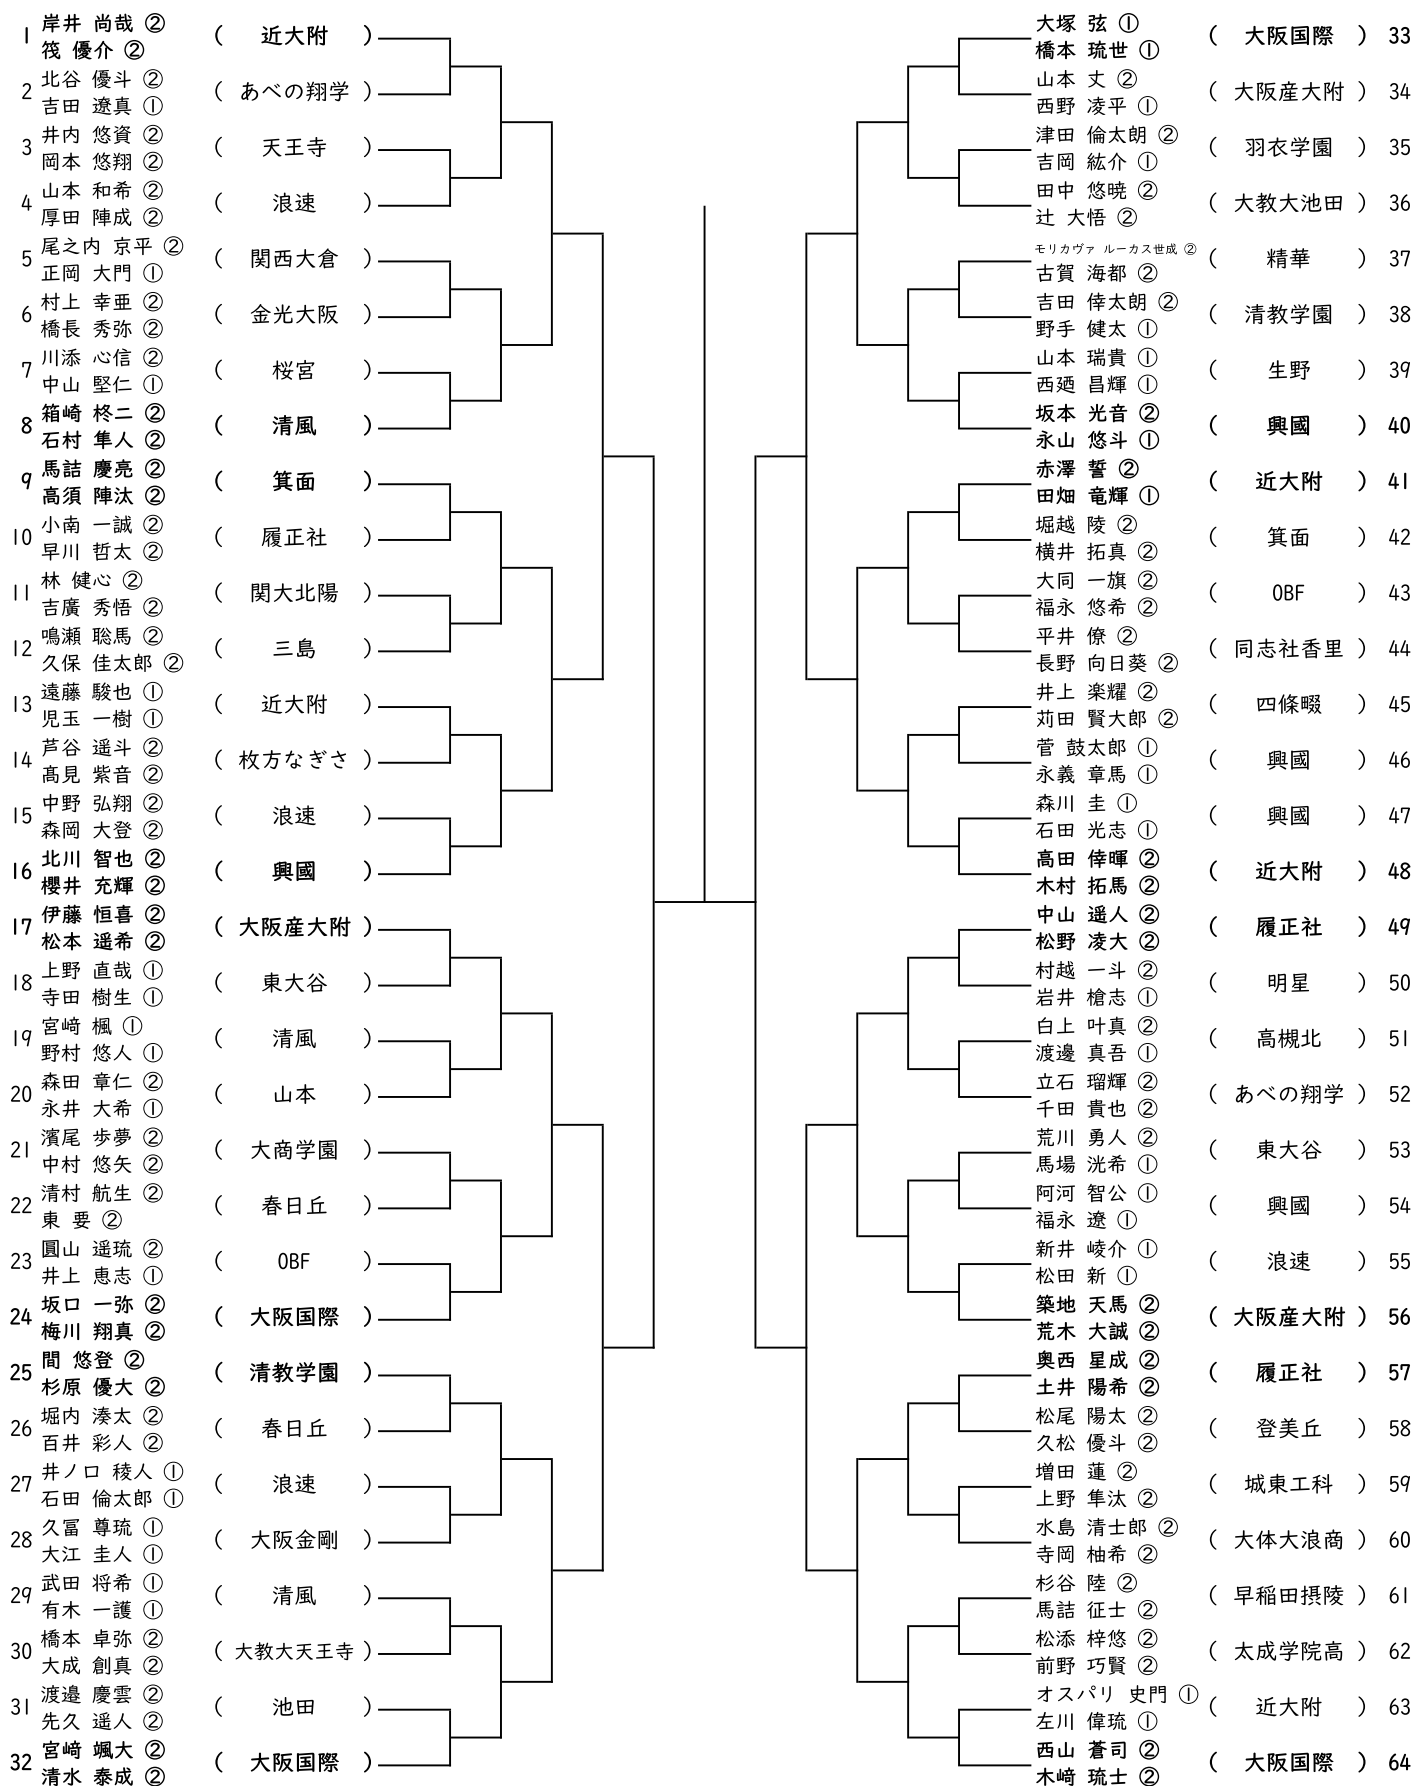 岸井 尚哉 ②
1 ( 近大附 )
筏 優介 ②
北谷 優斗 ②
2 ( あべの翔学 )
吉田 遼真 ①
井内 悠資 ②
3 ( 天王寺 )
岡本 悠翔 ②
山本 和希 ②
4 ( 浪速 )
厚田 陣成 ②
尾之内 京平 ②
5 ( 関西大倉 )
正岡 大門 ①
村上 幸亜 ②
6 ( 金光大阪 )
橋長 秀弥 ②
川添 心信 ②
7 ( 桜宮 )
中山 堅仁 ①
箱崎 柊二 ②
8 ( 清風 )
石村 隼人 ②
馬詰 慶亮 ②
9 ( 箕面 )
高須 陣汰 ②
小南 一誠 ②
10 ( 履正社 )
早川 哲太 ②
林 健心 ②
11 ( 関大北陽 )
吉廣 秀悟 ②
鳴瀬 聡馬 ②
12 ( 三島 )
久保 佳太郎 ②
遠藤 駿也 ①
13 ( 近大附 )
児玉 一樹 ①
芦谷 遥斗 ②
14 ( 枚方なぎさ )
髙見 紫音 ②
中野 弘翔 ②
15 ( 浪速 )
森岡 大登 ②
北川 智也 ②
16 ( 興國 )
櫻井 充輝 ②
伊藤 恒喜 ②
17 ( 大阪産大附 )
松本 遥希 ②
上野 直哉 ①
18 ( 東大谷 )
寺田 樹生 ①
宮﨑 楓 ①
19 ( 清風 )
野村 悠人 ①
森田 章仁 ②
20 ( 山本 )
永井 大希 ①
濱尾 歩夢 ②
21 ( 大商学園 )
中村 悠矢 ②
清村 航生 ②
22 ( 春日丘 )
東 要 ②
圓山 遥琉 ②
23 ( OBF )
井上 恵志 ①
坂口 一弥 ②
24 ( 大阪国際 )
梅川 翔真 ②
間 悠登 ②
25 ( 清教学園 )
杉原 優大 ②
堀内 湊太 ②
26 ( 春日丘 )
百井 彩人 ②
井ノ口 稜人 ①
27 ( 浪速 )
石田 倫太郎 ①
久冨 尊琉 ①
28 ( 大阪金剛 )
大江 圭人 ①
武田 将希 ①
29 ( 清風 )
有木 一護 ①
橋本 卓弥 ②
30 ( 大教大天王寺 )
大成 創真 ②
渡邉 慶雲 ②
31 ( 池田 )
先久 遥人 ②
宮﨑 颯大 ②
32 ( 大阪国際 )
清水 泰成 ②
大塚 弦 ①
( 大阪国際 ) 33
橋本 琉世 ①
山本 丈 ②
( 大阪産大附 ) 34
西野 凌平 ①
津田 倫太朗 ②
( 羽衣学園 ) 35
吉岡 紘介 ①
田中 悠暁 ②
( 大教大池田 ) 36
辻 大悟 ②
モリカヴァ ルーカス世成 ②
( 精華 ) 37
古賀 海都 ②
吉田 倖太朗 ②
( 清教学園 ) 38
野手 健太 ①
山本 瑞貴 ①
( 生野 ) 39
西廼 昌輝 ①
坂本 光音 ②
( 興國 ) 40
永山 悠斗 ①
赤澤 誓 ②
( 近大附 ) 41
田畑 竜輝 ①
堀越 陵 ②
( 箕面 ) 42
横井 拓真 ②
大同 一旗 ②
( OBF ) 43
福永 悠希 ②
平井 僚 ②
( 同志社香里 ) 44
長野 向日葵 ②
井上 楽耀 ②
( 四條畷 ) 45
苅田 賢大郎 ②
菅 鼓太郎 ①
( 興國 ) 46
永義 章馬 ①
森川 圭 ①
( 興國 ) 47
石田 光志 ①
高田 倖暉 ②
( 近大附 ) 48
木村 拓馬 ②
中山 遥人 ②
( 履正社 ) 49
松野 凌大 ②
村越 一斗 ②
( 明星 ) 50
岩井 槍志 ①
白上 叶真 ②
( 高槻北 ) 51
渡邊 真吾 ①
立石 瑠輝 ②
( あべの翔学 ) 52
千田 貴也 ②
荒川 勇人 ②
( 東大谷 ) 53
馬場 洸希 ①
阿河 智公 ①
( 興國 ) 54
福永 遼 ①
新井 崚介 ①
( 浪速 ) 55
松田 新 ①
築地 天馬 ②
( 大阪産大附 ) 56
荒木 大誠 ②
奥西 星成 ②
( 履正社 ) 57
土井 陽希 ②
松尾 陽太 ②
( 登美丘 ) 58
久松 優斗 ②
増田 蓮 ②
( 城東工科 ) 59
上野 隼汰 ②
水島 清士郎 ②
( 大体大浪商 ) 60
寺岡 柚希 ②
杉谷 陸 ②
( 早稲田摂陵 ) 61
馬詰 征士 ②
松添 梓悠 ②
( 太成学院高 ) 62
前野 巧賢 ②
オスパリ 史門 ①
( 近大附 ) 63
左川 偉琉 ①
西山 蒼司 ②
( 大阪国際 ) 64
木﨑 琉士 ②